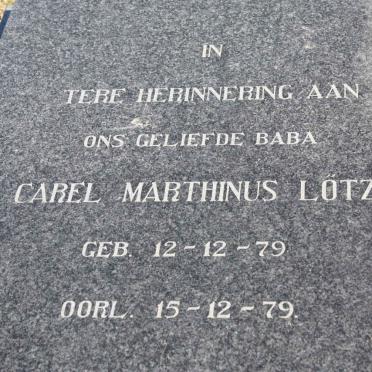 IN
TERE HERINNERING AAN
ONS GELIEFDE BABA
CAREL MARTHINUS LÖTZ
GEB. 12-12-79
OORL. 15-12-79.